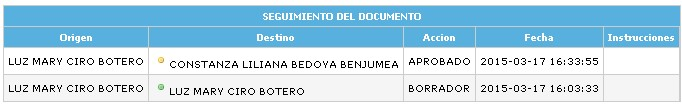 SEGUIMIENTO DEL DOCUMENTO
Origen Destino Accion Fecha Instrucciones
LUZ MARY CIRO BOTERO CONSTANZA LILIANA BEDOYA BENJUMEA APROBADO 2015-03-17 16:33:55
LUZ MARY CIRO BOTERO LUZ MARY CIRO BOTERO BORRADOR 2015-03-17 16:03:33